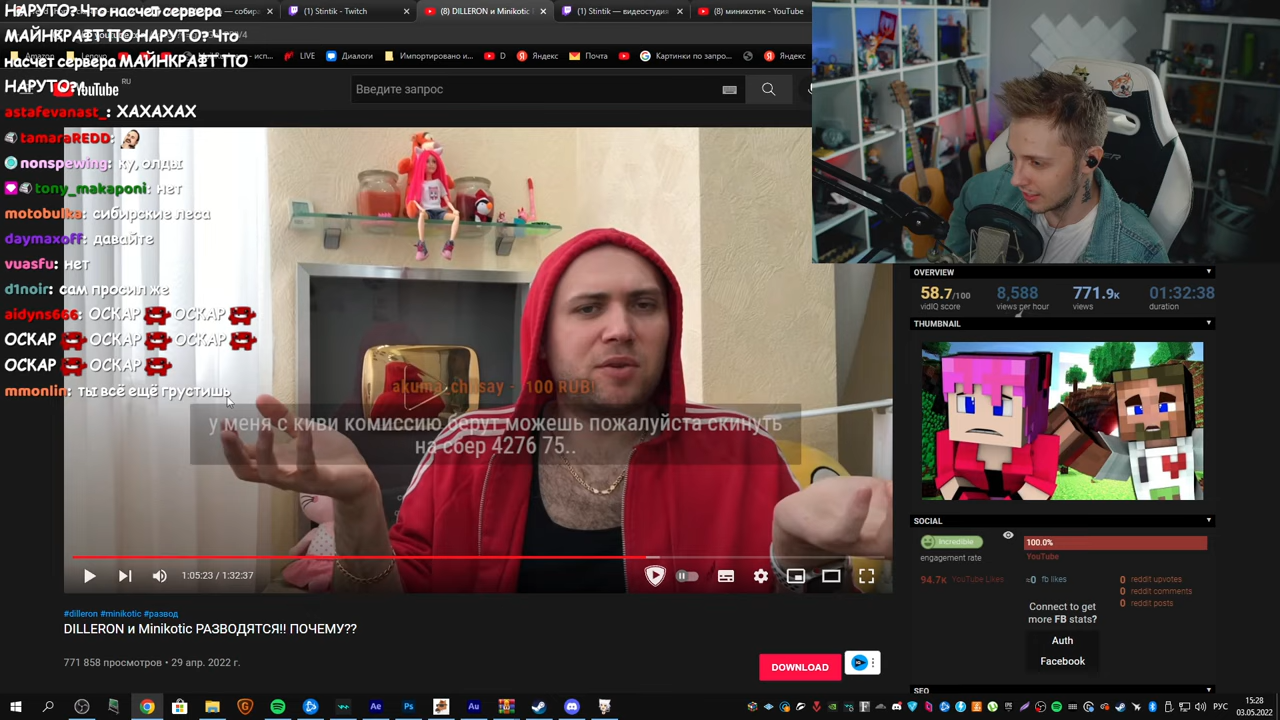 НАРУТО? Что насчет сервера
МАЙНКРАФТ ПО НАРУТО? Что
насчет сервера МАЙНКРАФТ ПО
НАРУТО?
astafevanast_: ХАХАХАХ
tamaraREDD:
nonspewing: ку, олды
tony_makaponi: нет
motobulka: сибирские леса
daymaxoff: давайте
vuasfu: нет
d1noir: сам просил же
aidyns666: ОСКАР ОСКАР
ОСКАР ОСКАР ОСКАР
ОСКАР ОСКАР
mmonlin: ты всё ещё грустишь
(1) Stintik - Twitch
(8) DILLERON и Minikotic
(1) Stintik — видеостудия
(8) миникотик - YouTube
LIVE
Диалоги
Импортировано и...
D
Яндекс
Почта
Картинки по запро...
Яндекс
YouTube
RU
Введите запрос
akuma_chssay - 100 RUB!
у меня с киви комиссию берут можешь пожалуйста скинуть
на сбер 4276 75..
1:05:23 / 1:32:37
#dilleron #minikotic #развод
DILLERON и Minikotic РАЗВОДЯТСЯ!! ПОЧЕМУ??
771 858 просмотров • 29 апр. 2022 г.
DOWNLOAD
OVERVIEW
58.7/100
vidIQ score
8,588
views per hour
771.9K
views
01:32:38
duration
THUMBNAIL
SOCIAL
Incredible
engagement rate
100.0%
YouTube
94.7K YouTube Likes
≈0 fb likes
0 reddit upvotes
0 reddit comments
0 reddit posts
Connect to get
more FB stats?
Auth
Facebook
SEO
РУС
15:28
03.05.2022